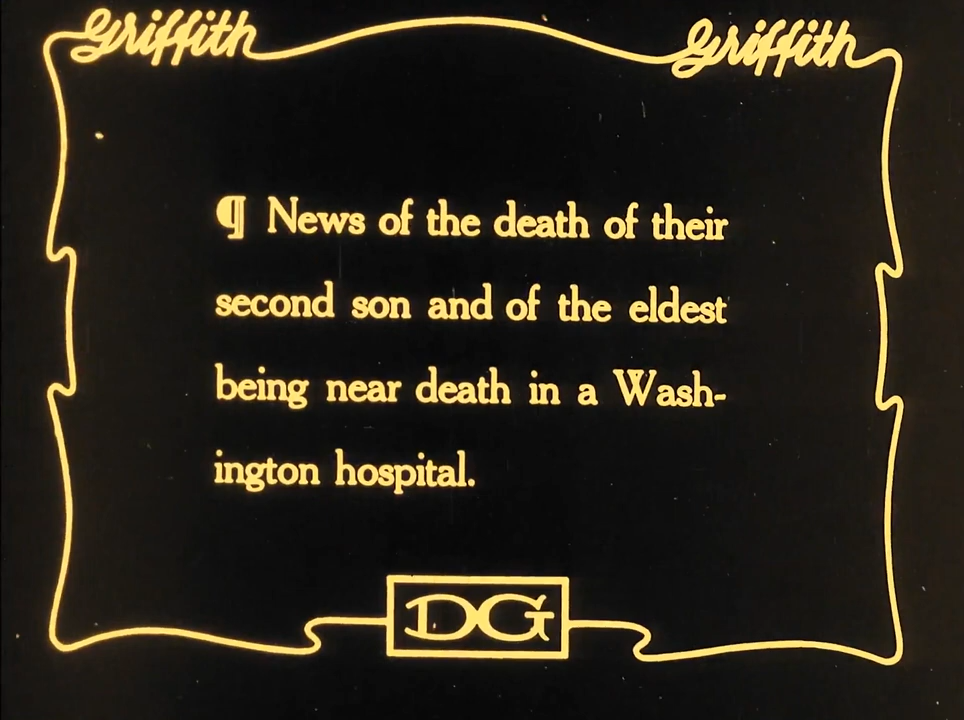 Griffith Griffith
¶ News of the death of their
second son and of the eldest
being near death in a Wash-
ington hospital.
DG